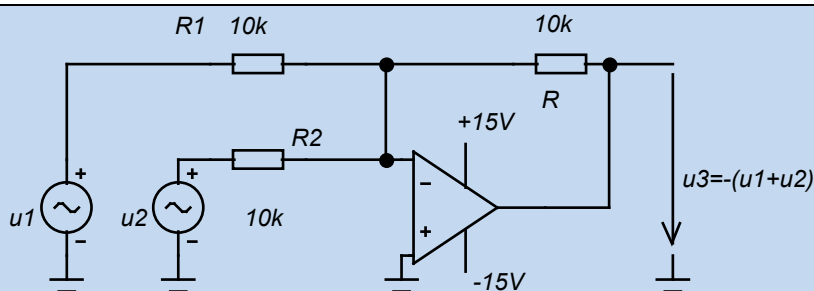 R1 10k
10k
R
+15V
R2
u3=-(u1+u2)
+
+
-
u1
u2
10k
+
-
-
-15V